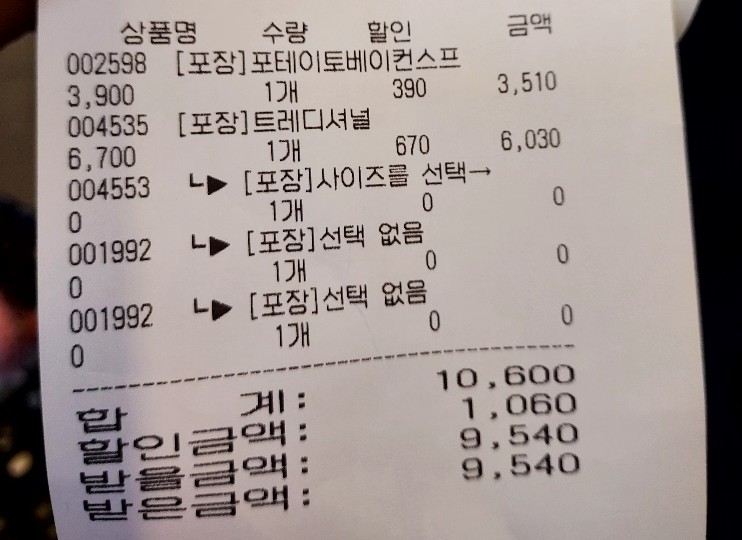 상품명 수량 할인 금액
002598 [포장]포테이토베이컨스프
3,900 1개 390 3,510
004535 [포장]트레디셔널
6,700 1개 670 6,030
004553 ┗▶ [포장]사이즈를 선택→
0 1개 0 0
001992 ┗▶ [포장]선택 없음
0 1개 0 0
001992 ┗▶ [포장]선택 없음
0 1개 0 0
합 계: 10,600
할인금액: 1,060
받을금액: 9,540
받은금액: 9,540